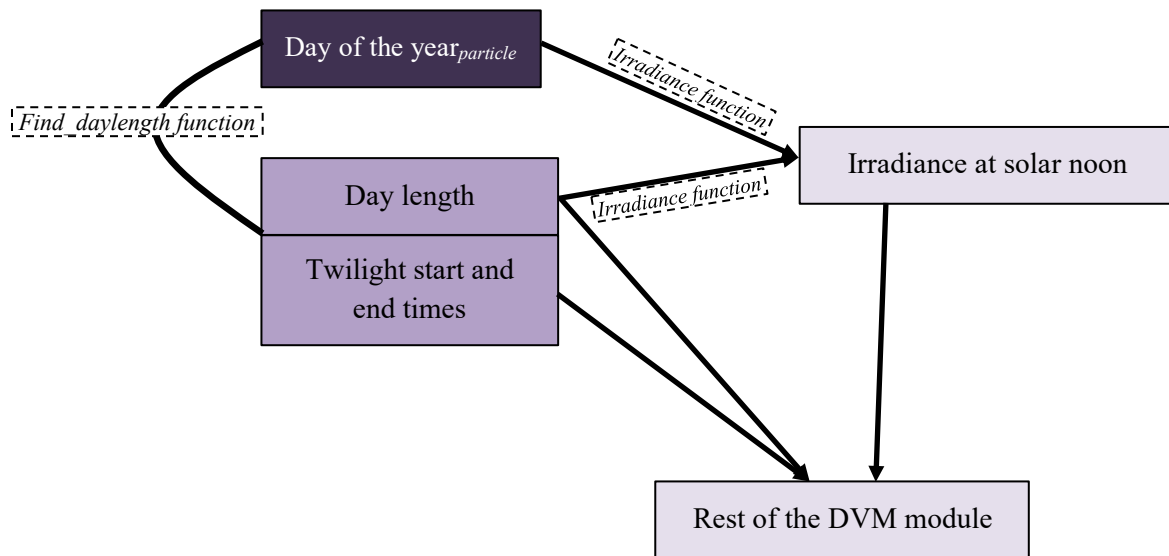 Day of the year particle
Irradiance function
Find_daylength function
Day length
Irradiance function
Irradiance at solar noon
Twilight start and
end times
Rest of the DVM module